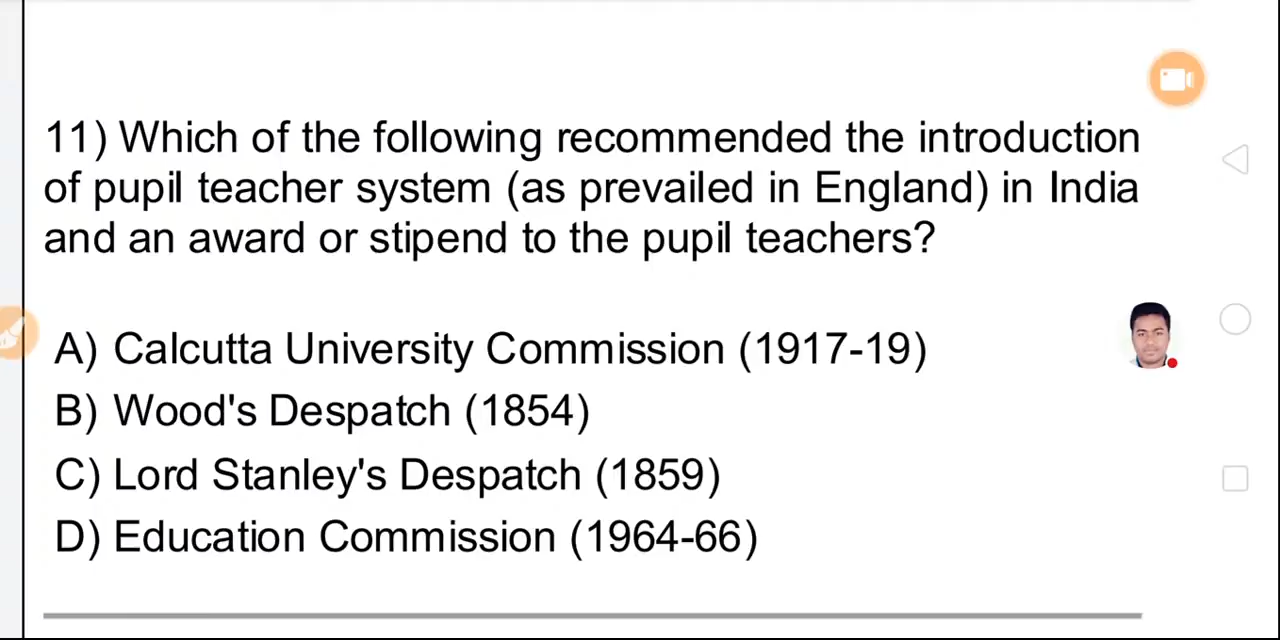 11) Which of the following recommended the introduction
of pupil teacher system (as prevailed in England) in India
and an award or stipend to the pupil teachers?
A) Calcutta University Commission (1917-19)
B) Wood's Despatch (1854)
C) Lord Stanley's Despatch (1859)
D) Education Commission (1964-66)